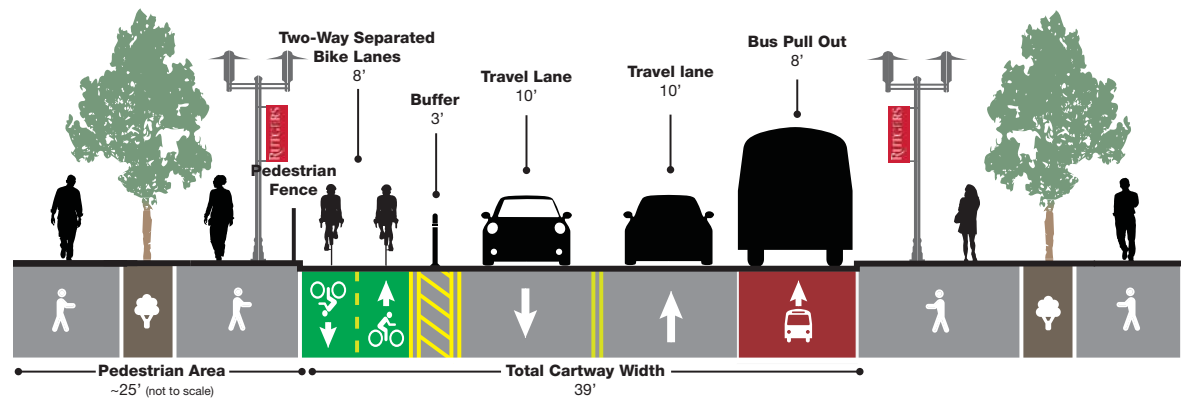 Two-Way Separated
Bike Lanes
8’
Buffer
3’
Travel Lane
10’
Travel lane
10’
Bus Pull Out
8’
RUTGERS
RUTGERS
Pedestrian
Fence
Pedestrian Area
~25’ (not to scale)
Total Cartway Width
39’